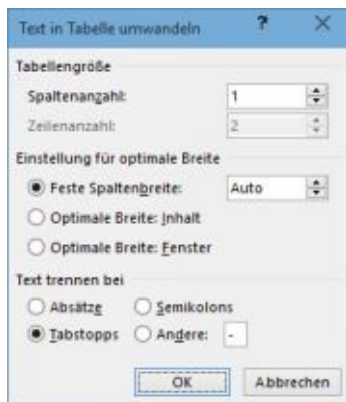 Text in Tabelle umwandeln ? ×
Tabellengröße
Spaltenanzahl: 1
Zeilenanzahl: 2
Einstellung für optimale Breite
Feste Spaltenbreite: Auto
Optimale Breite: Inhalt
Optimale Breite: Fenster
Text trennen bei
Absätze Semikolons
Tabstopps Andere: -
OK Abbrechen